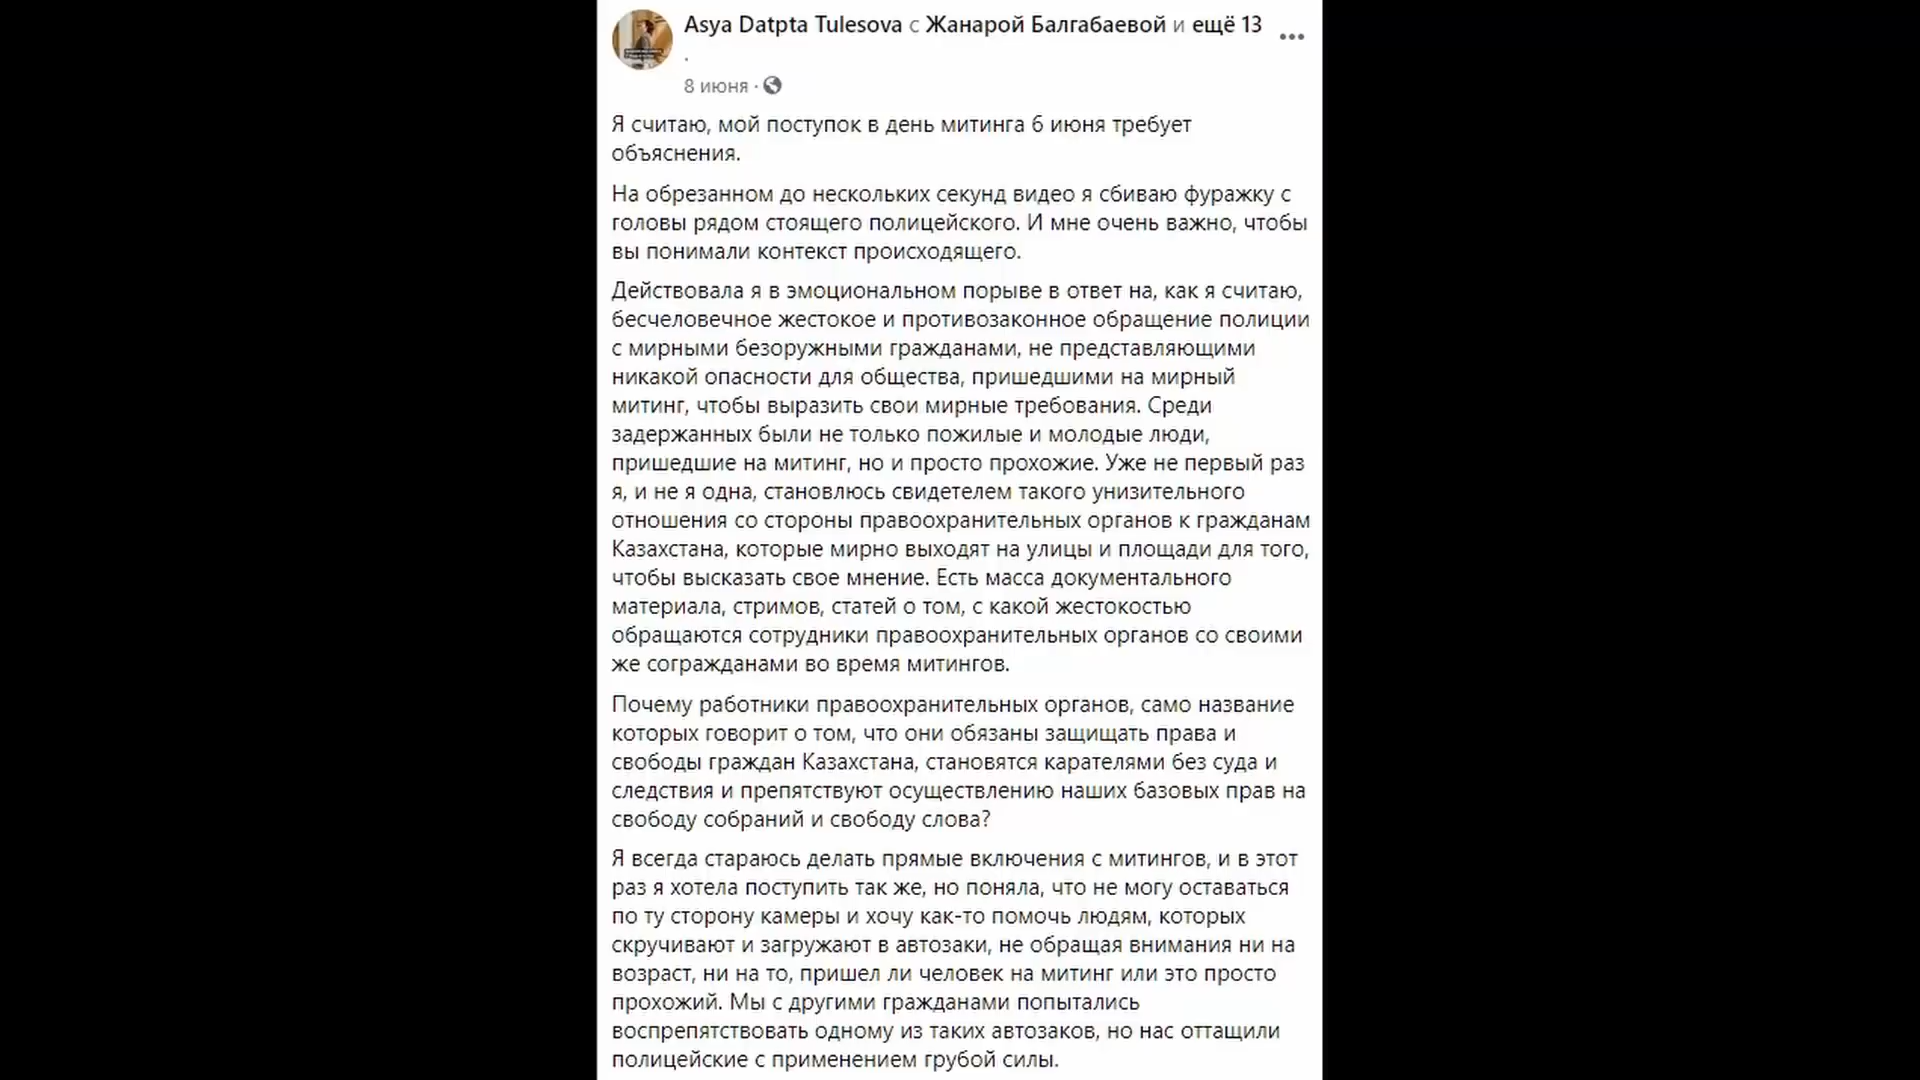 Asya Datpta Tulesova с Жанарой Балгабаевой и ещё 13
.
8 июня ·
Я считаю, мой поступок в день митинга 6 июня требует
объяснения.
На обрезанном до нескольких секунд видео я сбиваю фуражку с
головы рядом стоящего полицейского. И мне очень важно, чтобы
вы понимали контекст происходящего.
Действовала я в эмоциональном порыве в ответ на, как я считаю,
бесчеловечное жестокое и противозаконное обращение полиции
с мирными безоружными гражданами, не представляющими
никакой опасности для общества, пришедшими на мирный
митинг, чтобы выразить свои мирные требования. Среди
задержанных были не только пожилые и молодые люди,
пришедшие на митинг, но и просто прохожие. Уже не первый раз
я, и не я одна, становлюсь свидетелем такого унизительного
отношения со стороны правоохранительных органов к гражданам
Казахстана, которые мирно выходят на улицы и площади для того,
чтобы высказать свое мнение. Есть масса документального
материала, стримов, статей о том, с какой жестокостью
обращаются сотрудники правоохранительных органов со своими
же согражданами во время митингов.
Почему работники правоохранительных органов, само название
которых говорит о том, что они обязаны защищать права и
свободы граждан Казахстана, становятся карателями без суда и
следствия и препятствуют осуществлению наших базовых прав на
свободу собраний и свободу слова?
Я всегда стараюсь делать прямые включения с митингов, и в этот
раз я хотела поступить так же, но поняла, что не могу оставаться
по ту сторону камеры и хочу как-то помочь людям, которых
скручивают и загружают в автозаки, не обращая внимания ни на
возраст, ни на то, пришел ли человек на митинг или это просто
прохожий. Мы с другими гражданами попытались
воспрепятствовать одному из таких автозаков, но нас оттащили
полицейские с применением грубой силы.